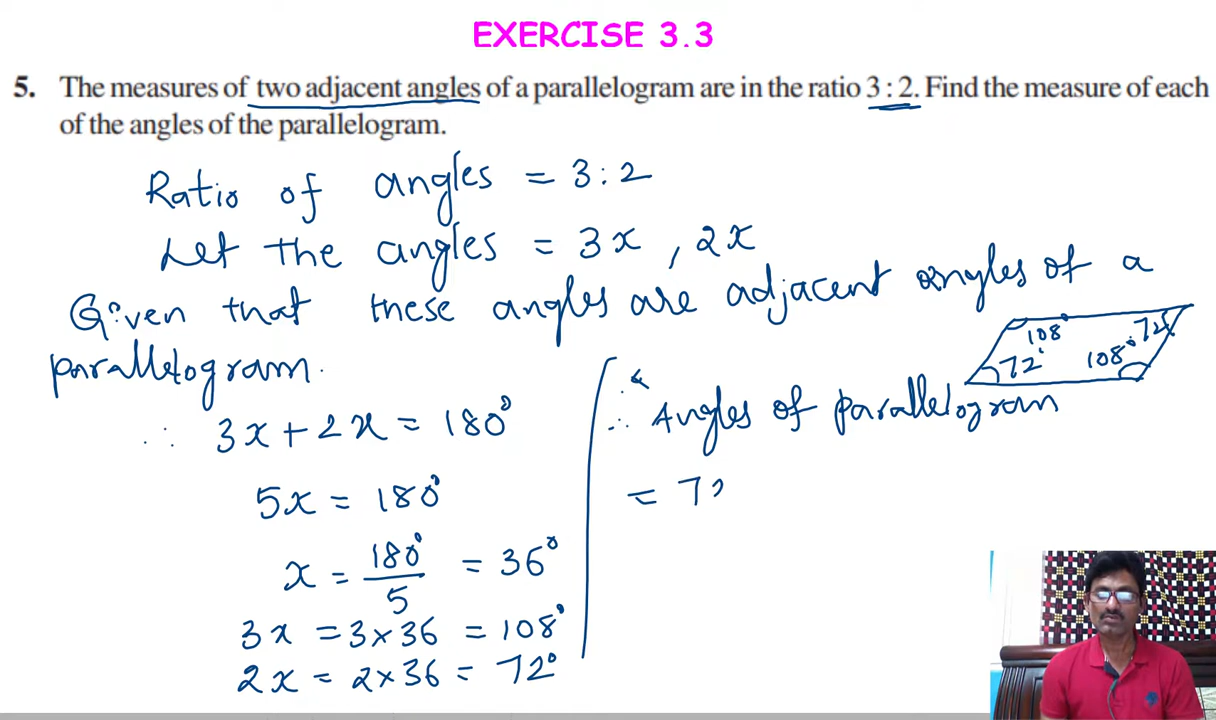 EXERCISE 3.3
5. The measures of two adjacent angles of a parallelogram are in the ratio 3 : 2. Find the measure of each
of the angles of the parallelogram.
Ratio of angles = 3:2
Let the angles = 3x, 2x
Given that these angles are adjacent angles of a
parallelogram.
∴ 3x + 2x = 180°
5x = 180°
x = 180°/5 = 36°
3x = 3×36 = 108°
2x = 2×36 = 72°
108° 72°
72° 108°
∴ Angles of parallelogram
= 72